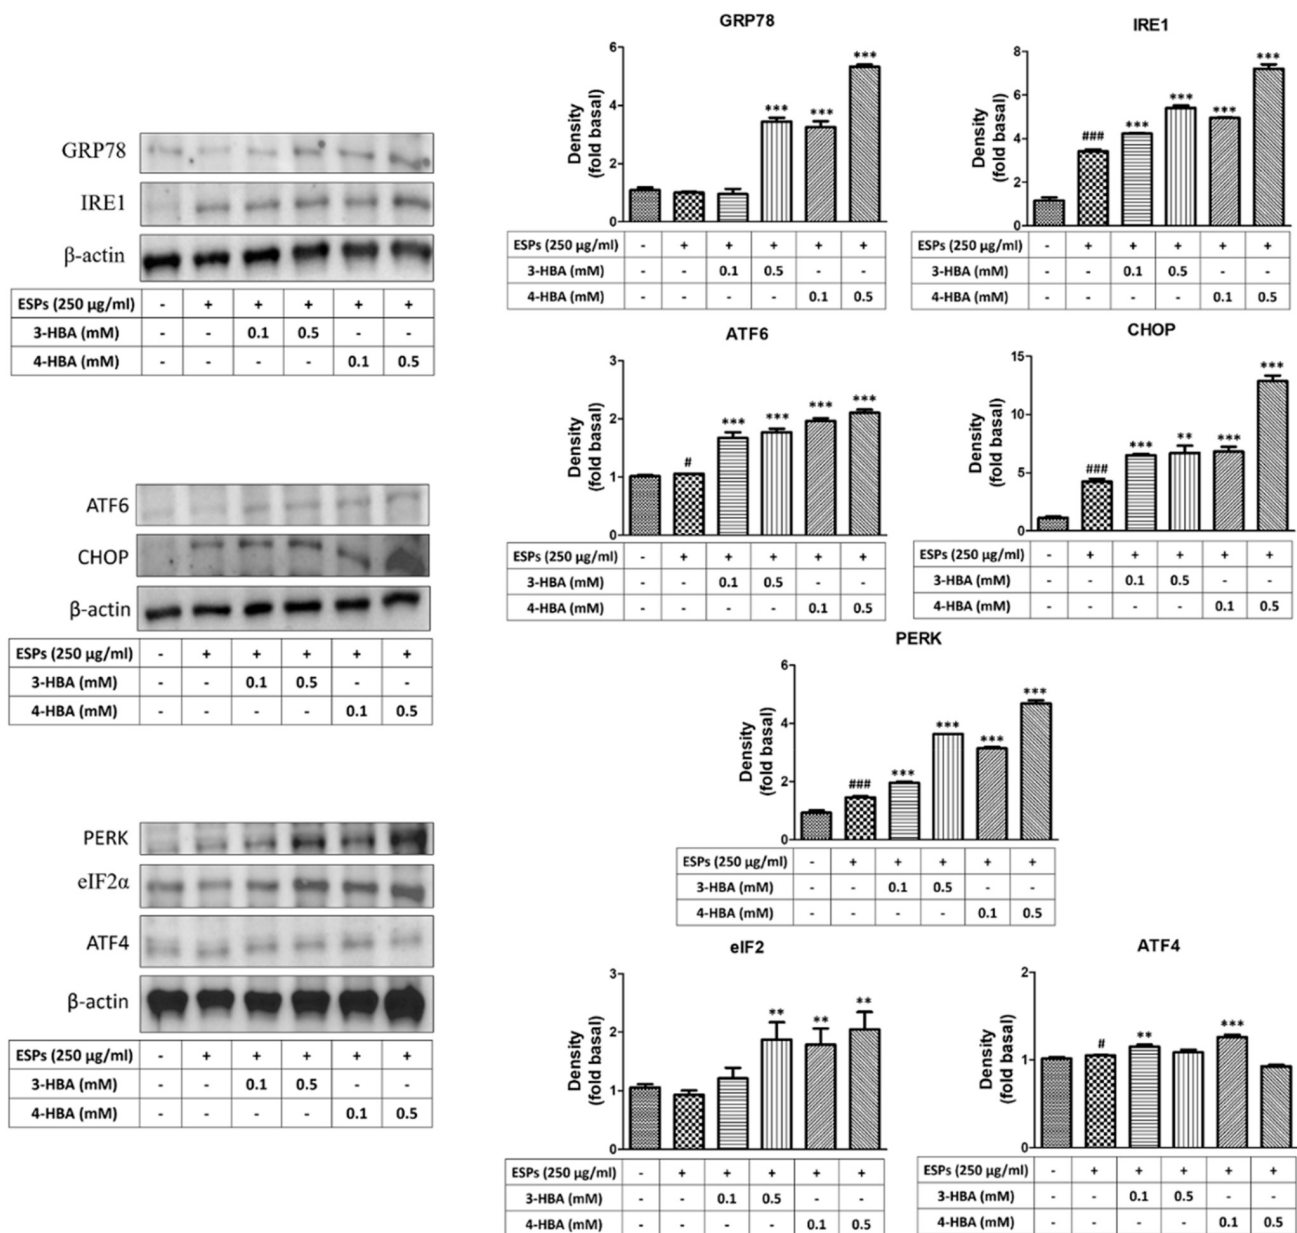 GRP78
IRE1
β-actin
ESPs (250 µg/ml) - + + + + +
3-HBA (mM) - - 0.1 0.5 - -
4-HBA (mM) - - - - 0.1 0.5
ATF6
CHOP
β-actin
ESPs (250 µg/ml) - + + + + +
3-HBA (mM) - - 0.1 0.5 - -
4-HBA (mM) - - - - 0.1 0.5
PERK
eIF2α
ATF4
β-actin
ESPs (250 µg/ml) - + + + + +
3-HBA (mM) - - 0.1 0.5 - -
4-HBA (mM) - - - - 0.1 0.5
GRP78
Density
(fold basal)
6
4
2
0
*** *** ***
ESPs (250 µg/ml) - + + + + +
3-HBA (mM) - - 0.1 0.5 - -
4-HBA (mM) - - - - 0.1 0.5
IRE1
Density
(fold basal)
8
6
4
2
0
### *** *** *** ***
ESPs (250 µg/ml) - + + + + +
3-HBA (mM) - - 0.1 0.5 - -
4-HBA (mM) - - - - 0.1 0.5
ATF6
Density
(fold basal)
3
2
1
0
# *** *** *** ***
ESPs (250 µg/ml) - + + + + +
3-HBA (mM) - - 0.1 0.5 - -
4-HBA (mM) - - - - 0.1 0.5
CHOP
Density
(fold basal)
15
10
5
0
### *** ** *** ***
ESPs (250 µg/ml) - + + + + +
3-HBA (mM) - - 0.1 0.5 - -
4-HBA (mM) - - - - 0.1 0.5
PERK
Density
(fold basal)
6
4
2
0
### *** *** *** ***
ESPs (250 µg/ml) - + + + + +
3-HBA (mM) - - 0.1 0.5 - -
4-HBA (mM) - - - - 0.1 0.5
eIF2
Density
(fold basal)
3
2
1
0
** ** **
ESPs (250 µg/ml) - + + + + +
3-HBA (mM) - - 0.1 0.5 - -
4-HBA (mM) - - - - 0.1 0.5
ATF4
Density
(fold basal)
2
1
0
# ** ***
ESPs (250 µg/ml) - + + + + +
3-HBA (mM) - - 0.1 0.5 - -
4-HBA (mM) - - - - 0.1 0.5